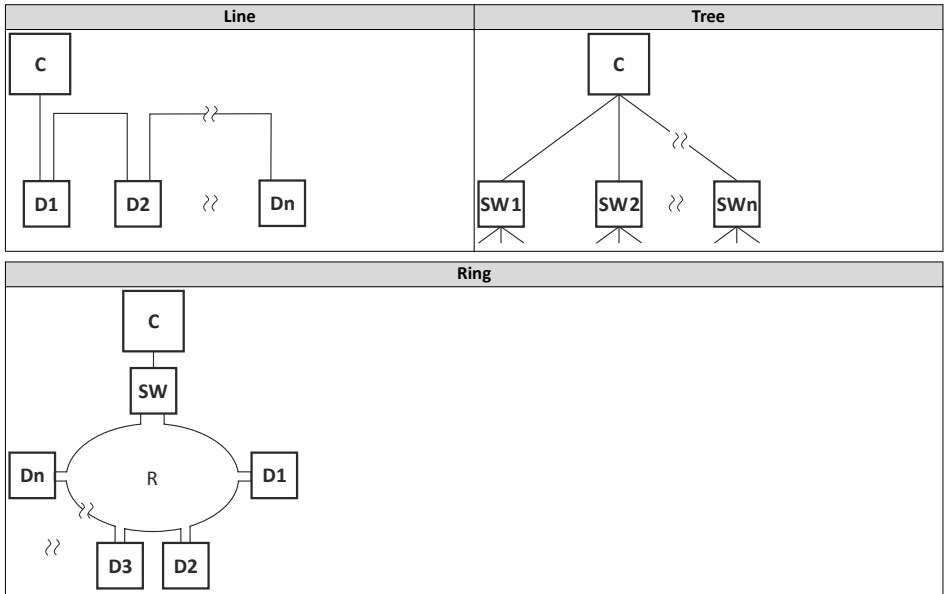 Line
Tree
C
D1 D2 Dn
C
SW1 SW2 SWn
Ring
C
SW
Dn R D1
D3 D2